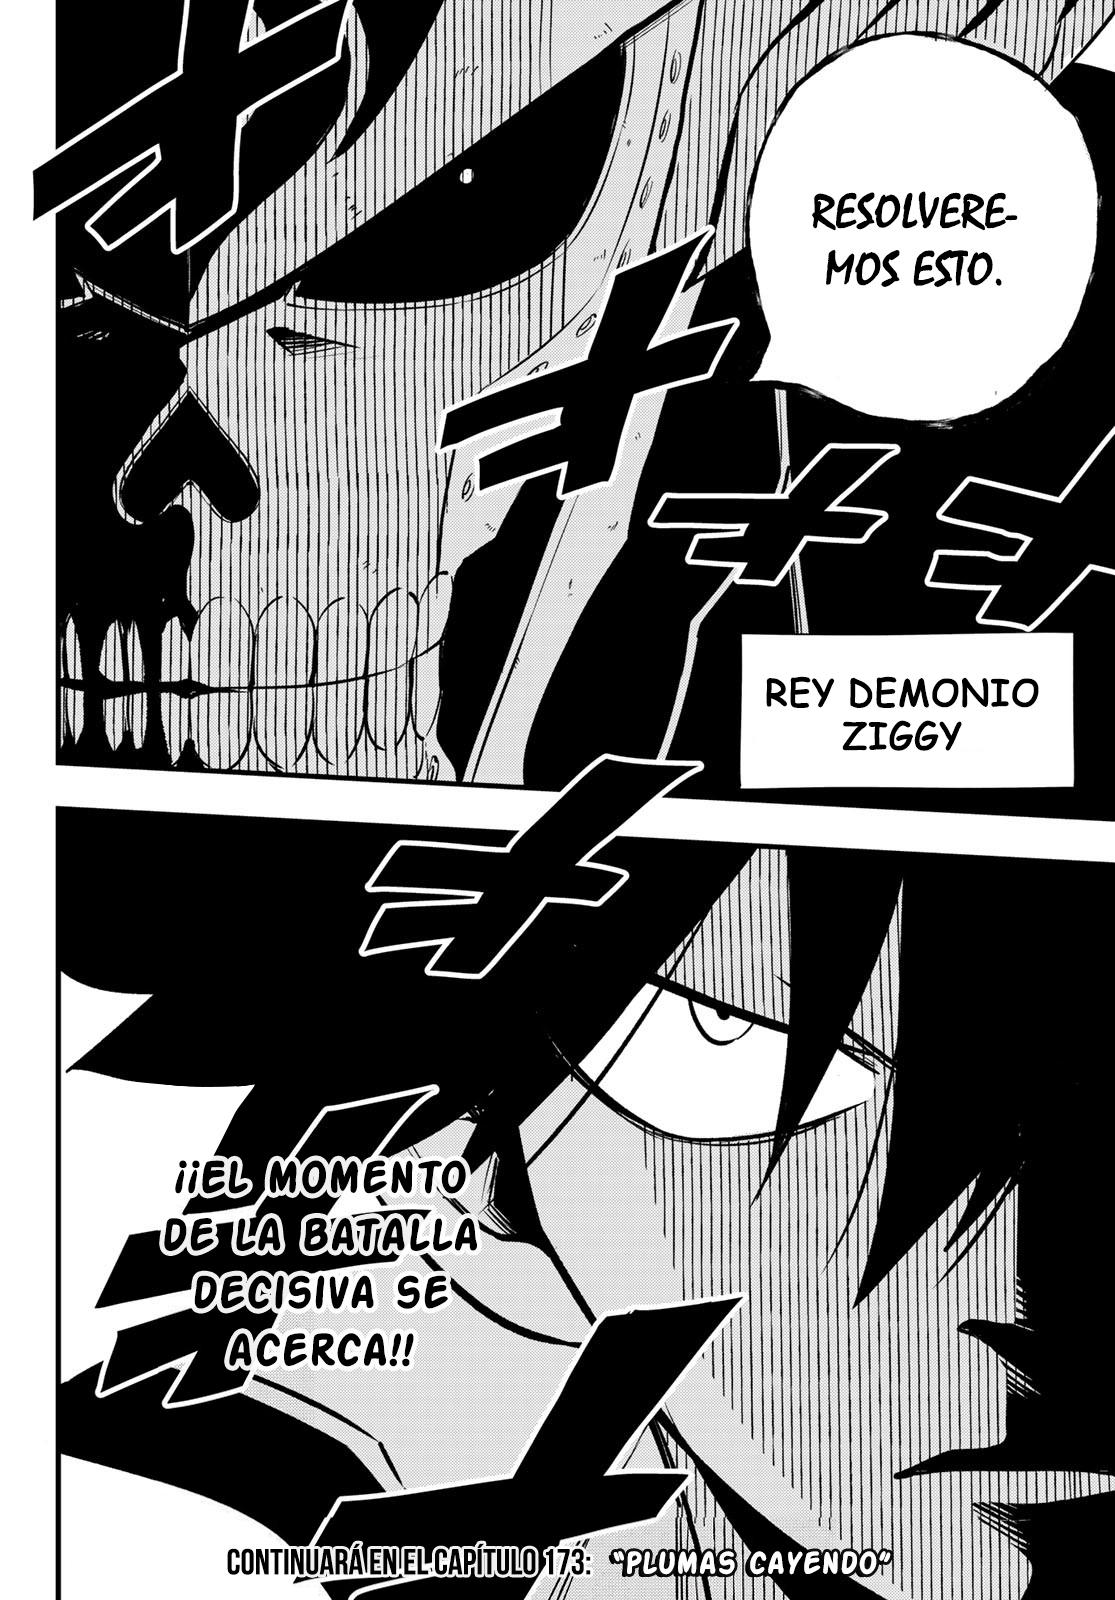 RESOLVERE-
MOS ESTO.
REY DEMONIO
ZIGGY
¡¡EL MOMENTO
DE LA BATALLA
DECISIVA SE
ACERCA!!
CONTINUARÁ EN EL CAPÍTULO 173: "PLUMAS CAYENDO"